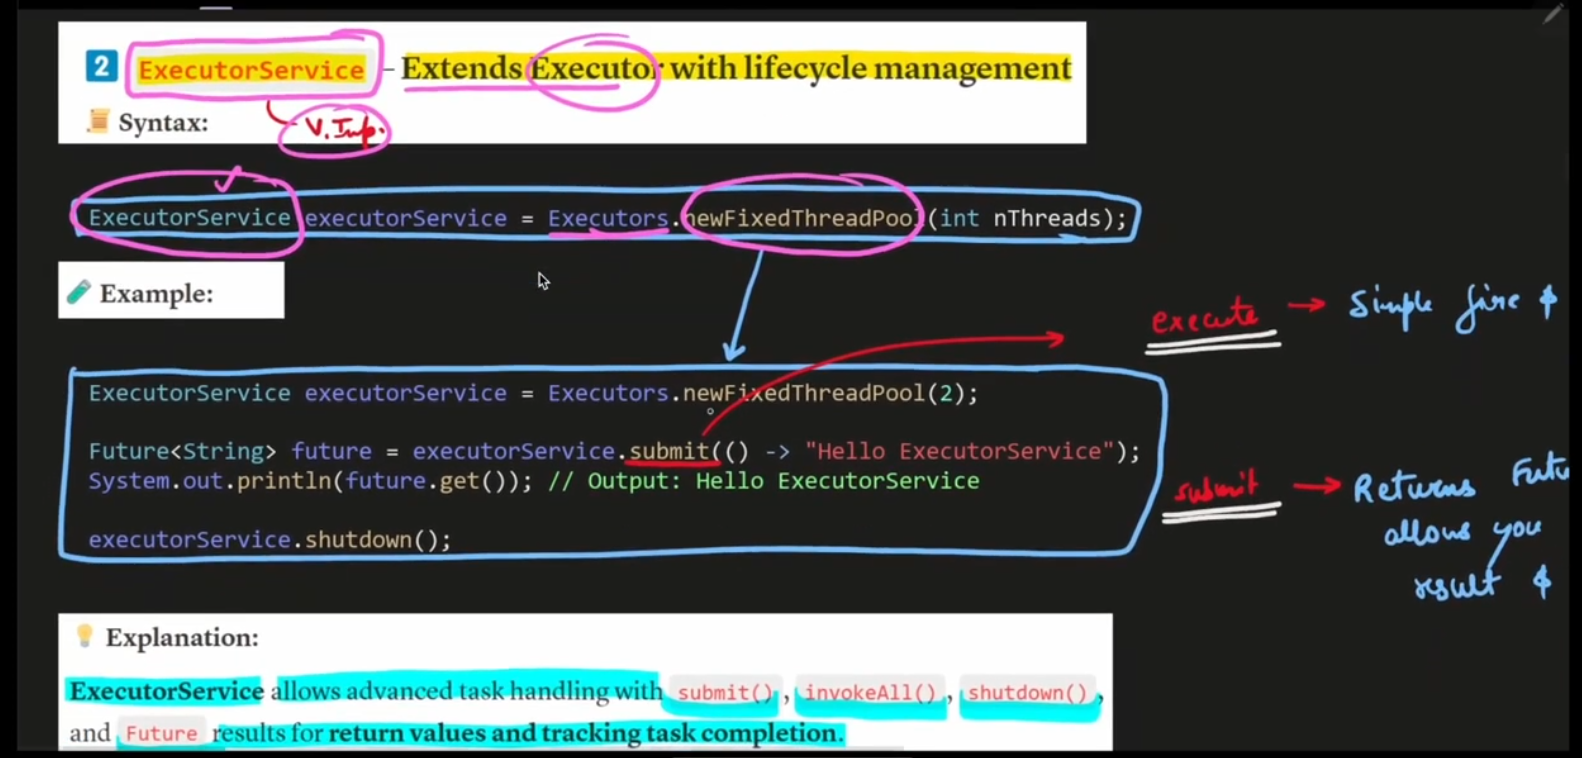 2 ExecutorService – Extends Executor with lifecycle management
Syntax:
V. Imp.
ExecutorService executorService = Executors.newFixedThreadPool(int nThreads);
Example:
execute → Simple fire &
ExecutorService executorService = Executors.newFixedThreadPool(2);
Future<String> future = executorService.submit(() -> "Hello ExecutorService");
System.out.println(future.get()); // Output: Hello ExecutorService
executorService.shutdown();
submit → Returns Futu
allows you
result &
Explanation:
ExecutorService allows advanced task handling with submit(), invokeAll(), shutdown(),
and Future results for return values and tracking task completion.